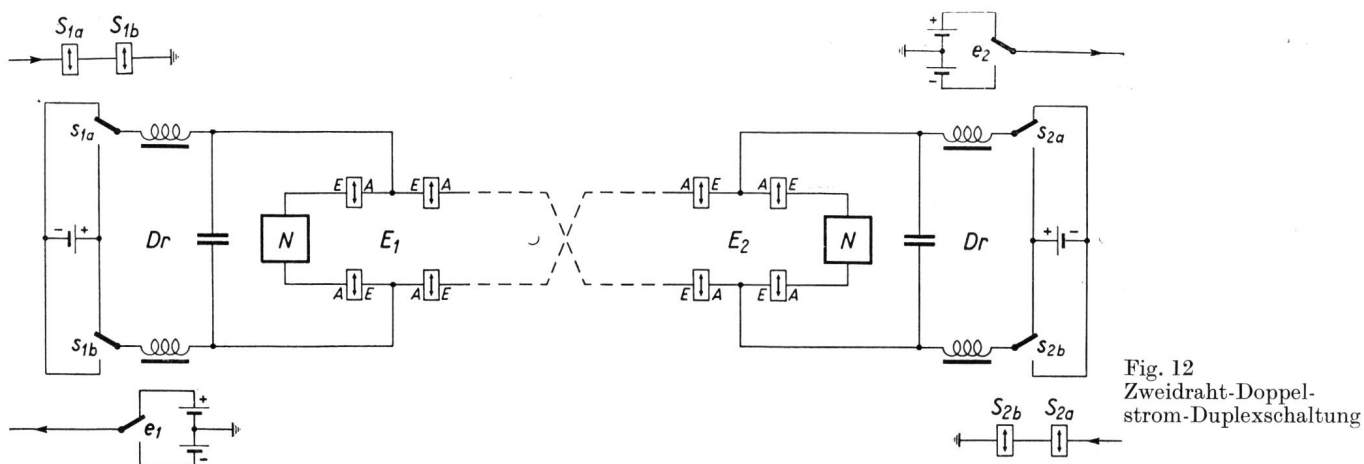 S1a S1b
+
e2
-
s1a
s2a
E A E A
A E A E
- +
Dr
N
E1
E2
N
Dr
+ -
A E A E
E A E A
s1b
s2b
+
e1
-
S2b S2a
Fig. 12
Zweidraht-Doppel-
strom-Duplexschaltung